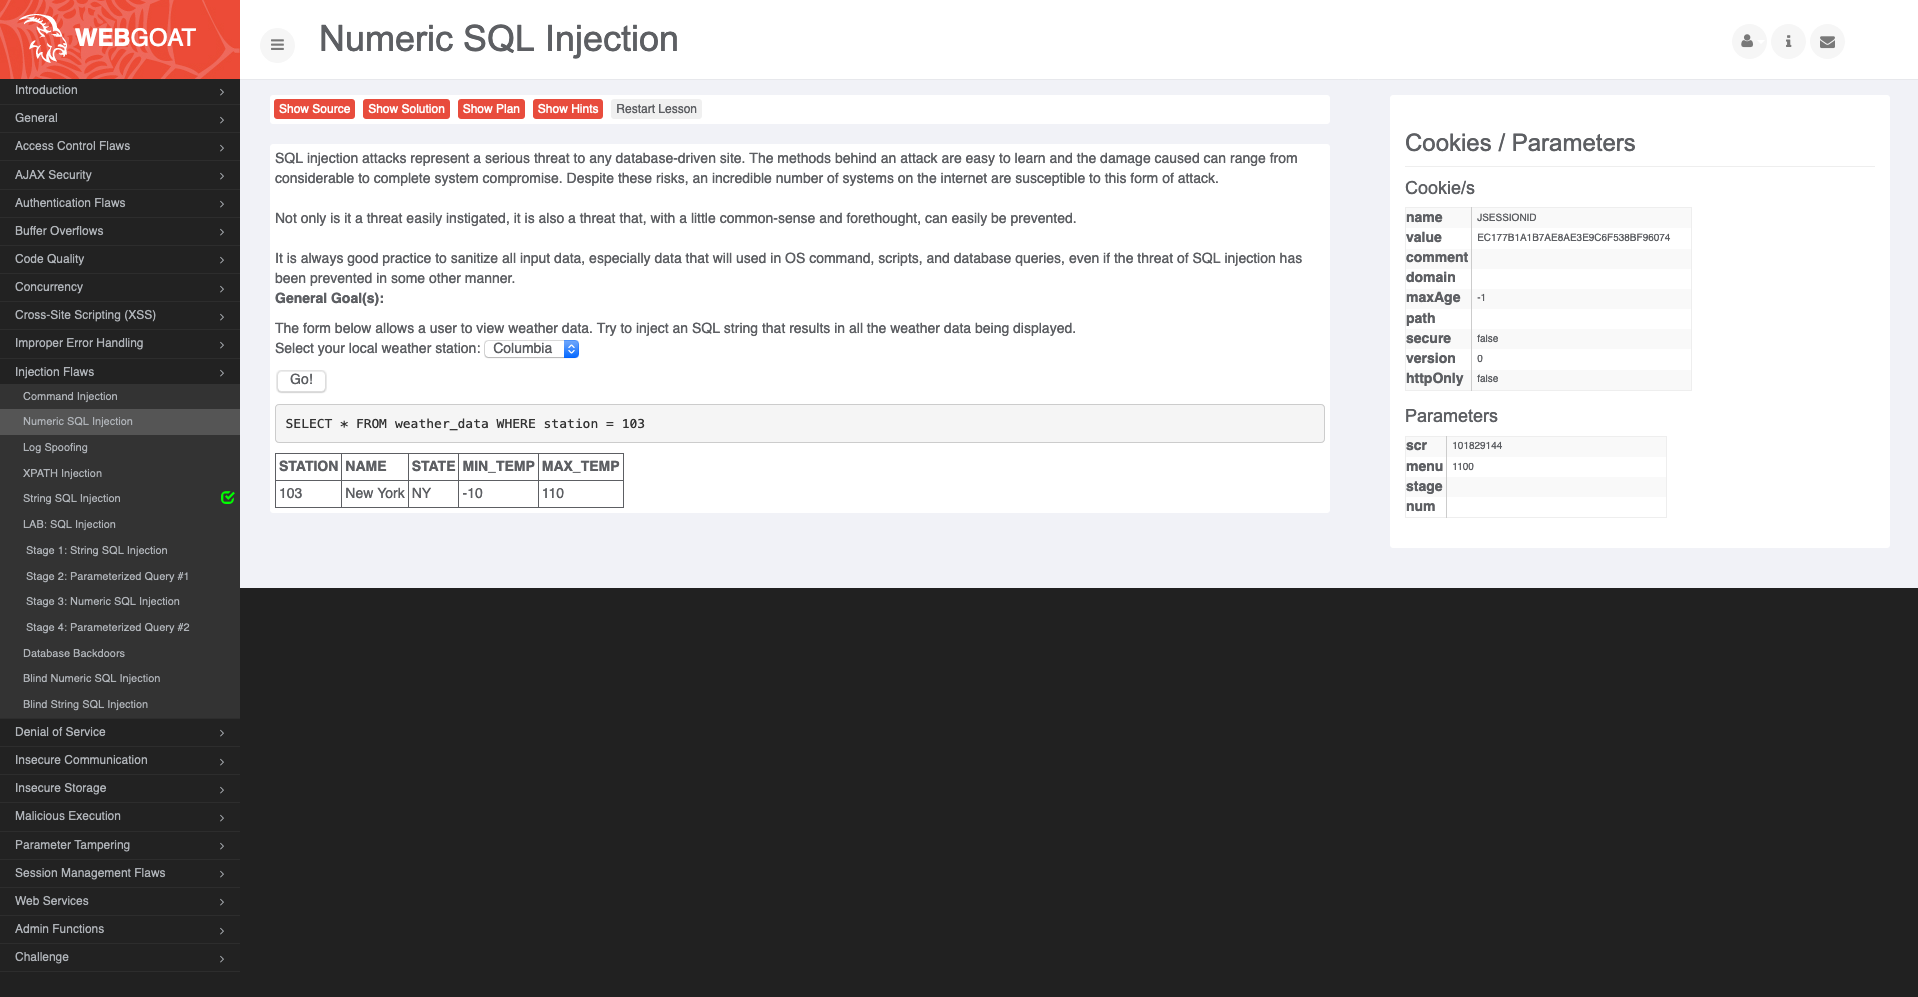 WEBGOAT
Numeric SQL Injection
Introduction
General
Access Control Flaws
AJAX Security
Authentication Flaws
Buffer Overflows
Code Quality
Concurrency
Cross-Site Scripting (XSS)
Improper Error Handling
Injection Flaws
Command Injection
Numeric SQL Injection
Log Spoofing
XPATH Injection
String SQL Injection
LAB: SQL Injection
Stage 1: String SQL Injection
Stage 2: Parameterized Query #1
Stage 3: Numeric SQL Injection
Stage 4: Parameterized Query #2
Database Backdoors
Blind Numeric SQL Injection
Blind String SQL Injection
Denial of Service
Insecure Communication
Insecure Storage
Malicious Execution
Parameter Tampering
Session Management Flaws
Web Services
Admin Functions
Challenge
Show Source Show Solution Show Plan Show Hints Restart Lesson
SQL injection attacks represent a serious threat to any database-driven site. The methods behind an attack are easy to learn and the damage caused can range from
considerable to complete system compromise. Despite these risks, an incredible number of systems on the internet are susceptible to this form of attack.
Not only is it a threat easily instigated, it is also a threat that, with a little common-sense and forethought, can easily be prevented.
It is always good practice to sanitize all input data, especially data that will used in OS command, scripts, and database queries, even if the threat of SQL injection has
been prevented in some other manner.
General Goal(s):
The form below allows a user to view weather data. Try to inject an SQL string that results in all the weather data being displayed.
Select your local weather station: Columbia
Go!
SELECT * FROM weather_data WHERE station = 103
STATION NAME STATE MIN_TEMP MAX_TEMP
103 New York NY -10 110
Cookies / Parameters
Cookie/s
name JSESSIONID
value EC177B1A1B7AE8AE3E9C6F538BF96074
comment
domain
maxAge -1
path
secure false
version 0
httpOnly false
Parameters
scr 101829144
menu 1100
stage
num